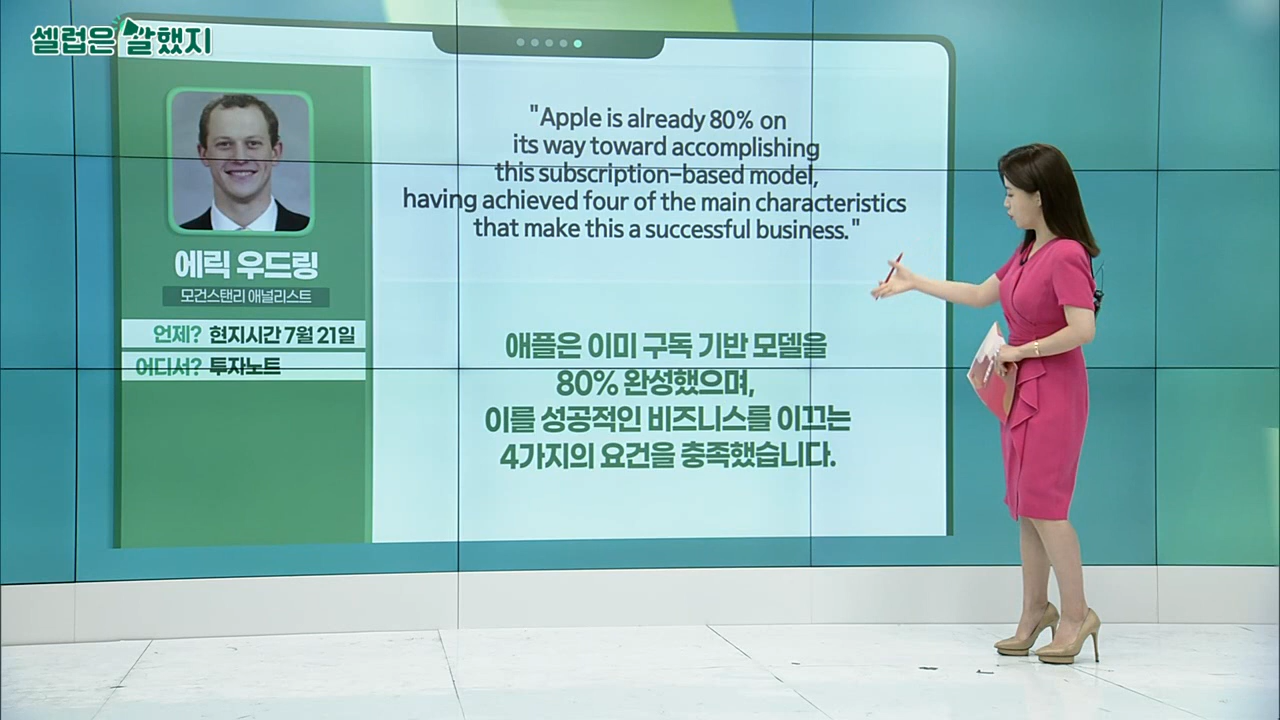 셀럽은 말했지
에릭 우드링
모건스탠리 애널리스트
언제? 현지시간 7월 21일
어디서? 투자노트
"Apple is already 80% on
its way toward accomplishing
this subscription-based model,
having achieved four of the main characteristics
that make this a successful business."
애플은 이미 구독 기반 모델을
80% 완성했으며,
이를 성공적인 비즈니스를 이끄는
4가지의 요건을 충족했습니다.